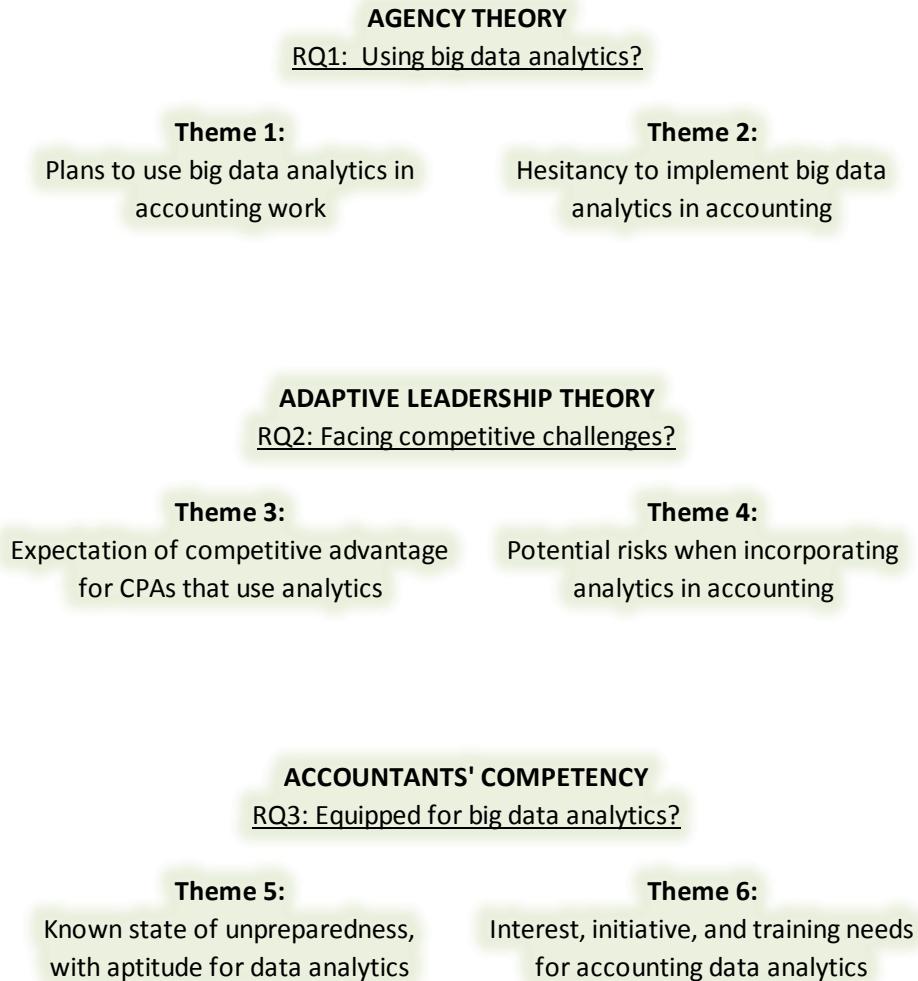 AGENCY THEORY
RQ1: Using big data analytics?
Theme 1:
Plans to use big data analytics in
accounting work
Theme 2:
Hesitancy to implement big data
analytics in accounting
ADAPTIVE LEADERSHIP THEORY
RQ2: Facing competitive challenges?
Theme 3:
Expectation of competitive advantage
for CPAs that use analytics
Theme 4:
Potential risks when incorporating
analytics in accounting
ACCOUNTANTS' COMPETENCY
RQ3: Equipped for big data analytics?
Theme 5:
Known state of unpreparedness,
with aptitude for data analytics
Theme 6:
Interest, initiative, and training needs
for accounting data analytics